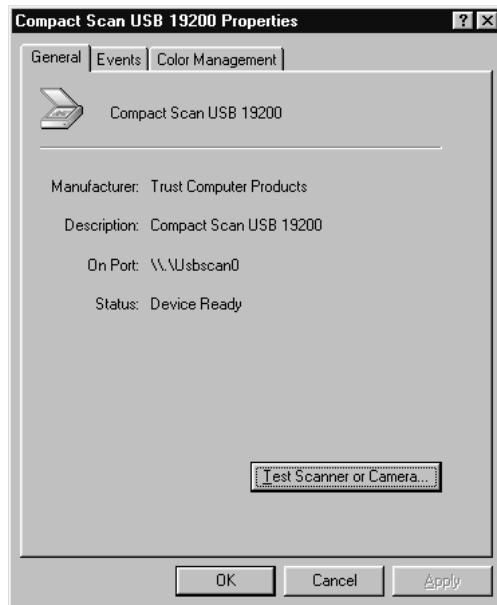 Compact Scan USB 19200 Properties
General Events Color Management
Compact Scan USB 19200
Manufacturer: Trust Computer Products
Description: Compact Scan USB 19200
On Port: \\.\Usbscan0
Status: Device Ready
Test Scanner or Camera...
OK Cancel Apply